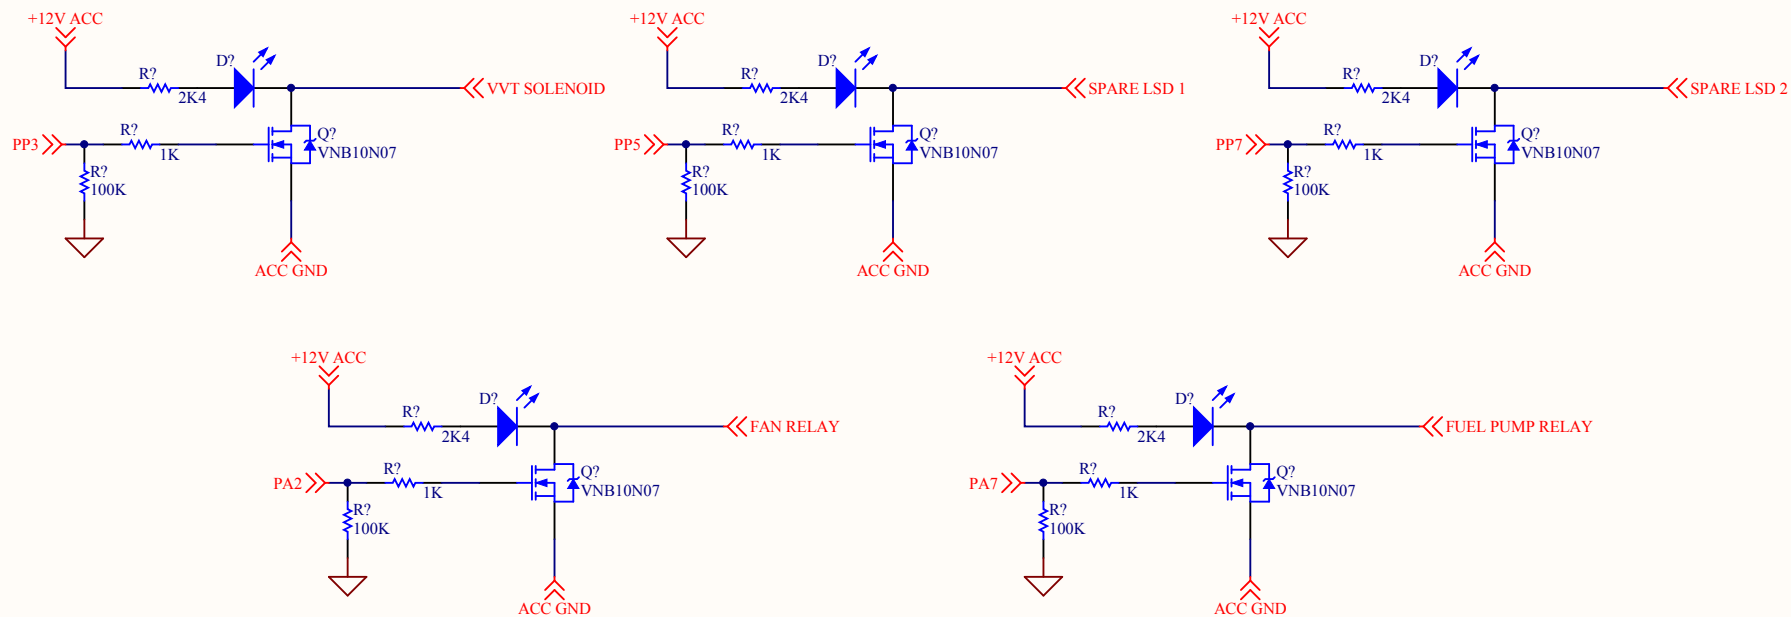 +12V ACC
D?
R?
2K4
VVT SOLENOID
PP3
R?
1K
Q?
VNB10N07
R?
100K
ACC GND
+12V ACC
D?
R?
2K4
SPARE LSD 1
PP5
R?
1K
Q?
VNB10N07
R?
100K
ACC GND
+12V ACC
D?
R?
2K4
SPARE LSD 2
PP7
R?
1K
Q?
VNB10N07
R?
100K
ACC GND
+12V ACC
D?
R?
2K4
FAN RELAY
PA2
R?
1K
Q?
VNB10N07
R?
100K
ACC GND
+12V ACC
D?
R?
2K4
FUEL PUMP RELAY
PA7
R?
1K
Q?
VNB10N07
R?
100K
ACC GND